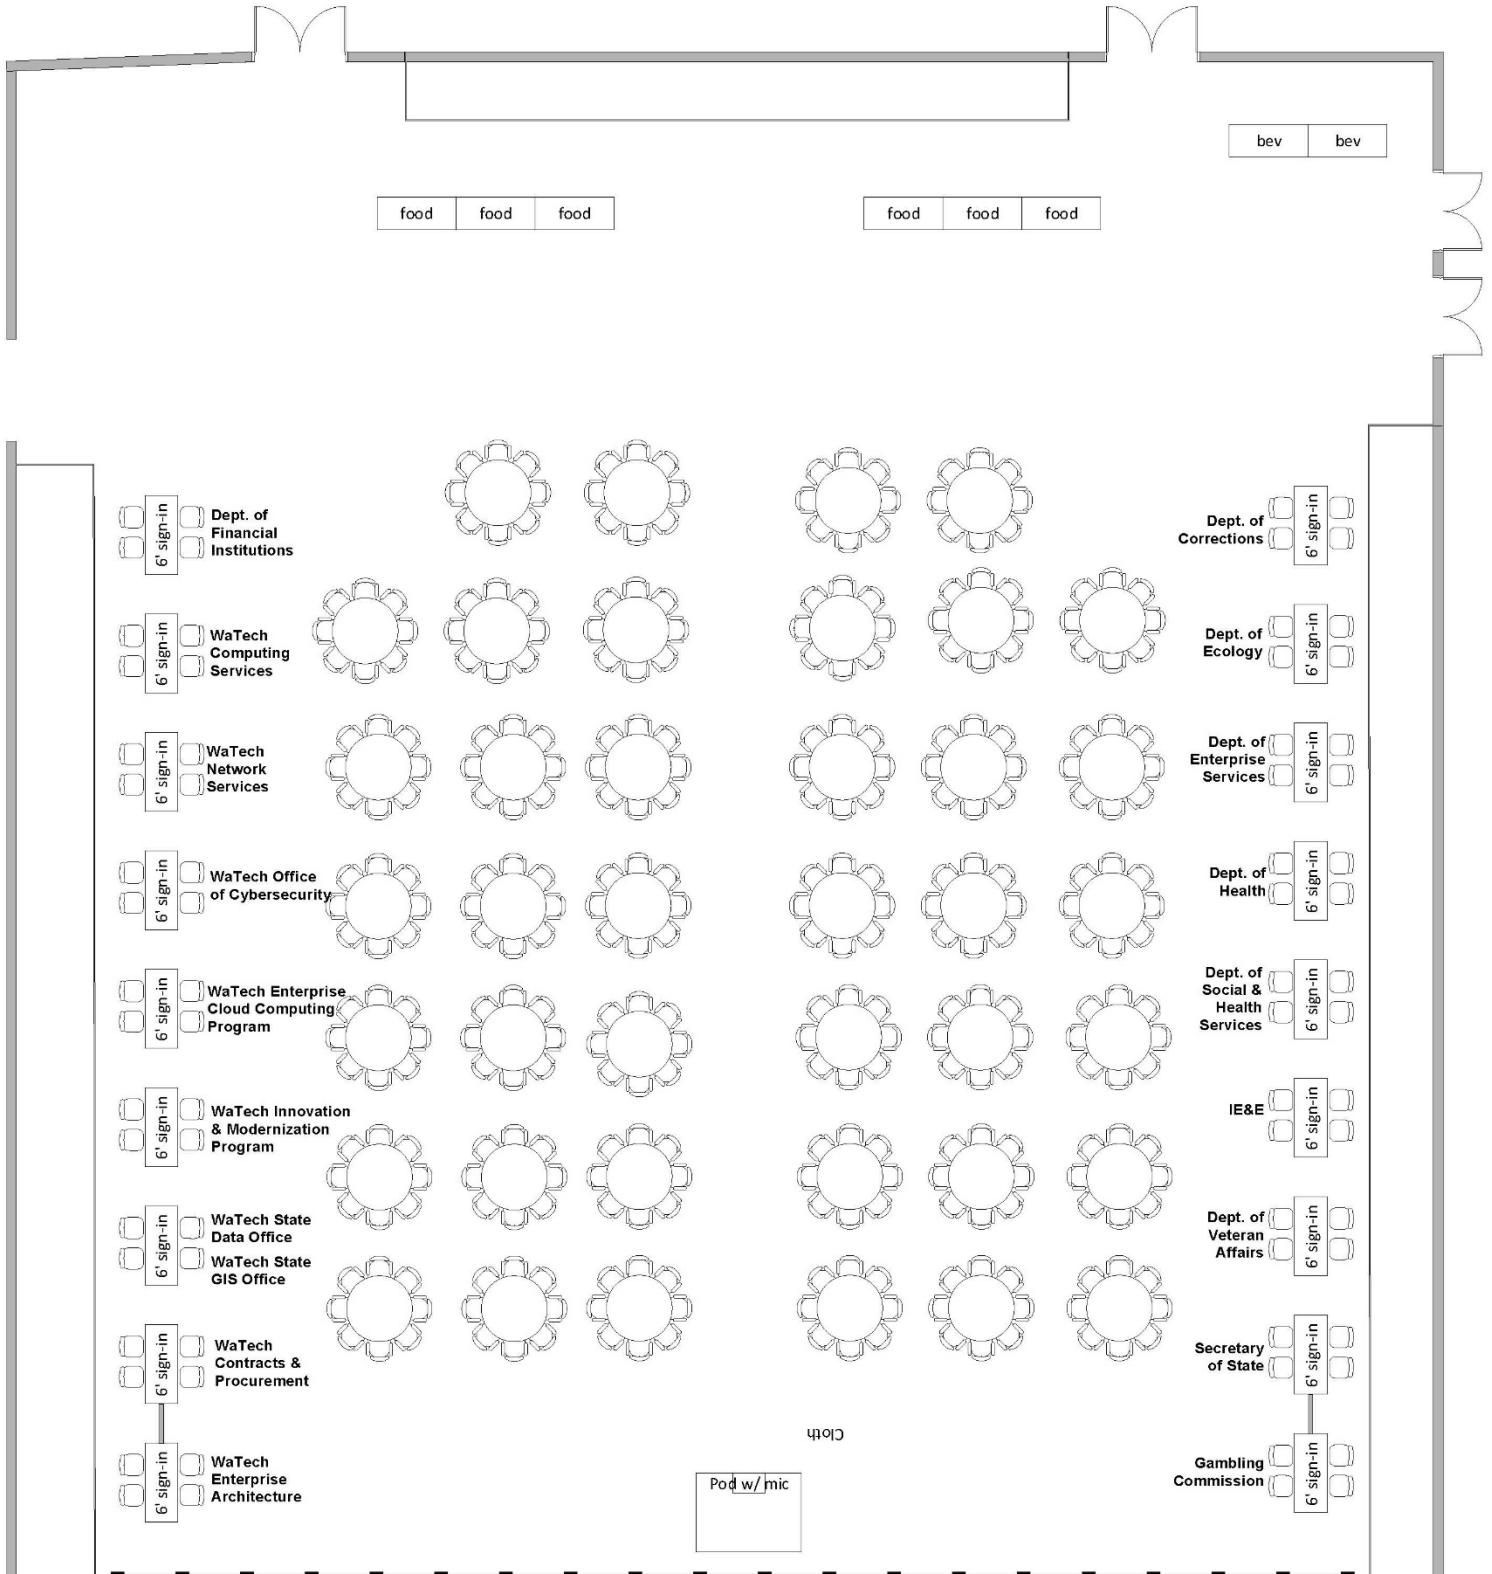 bev bev
food food food food food food
6' sign-in
Dept. of
Financial
Institutions
Dept. of
Corrections
6' sign-in
6' sign-in
WaTech
Computing
Services
Dept. of
Ecology
6' sign-in
6' sign-in
WaTech
Network
Services
Dept. of
Enterprise
Services
6' sign-in
6' sign-in
WaTech Office
of Cybersecurity
Dept. of
Health
6' sign-in
6' sign-in
WaTech Enterprise
Cloud Computing
Program
Dept. of
Social &
Health
Services
6' sign-in
6' sign-in
WaTech Innovation
& Modernization
Program
IE&E
6' sign-in
6' sign-in
WaTech State
Data Office
WaTech State
GIS Office
Dept. of
Veteran
Affairs
6' sign-in
6' sign-in
WaTech
Contracts &
Procurement
Secretary
of State
6' sign-in
Cloth
6' sign-in
WaTech
Enterprise
Architecture
Pod w/ mic
Gambling
Commission
6' sign-in